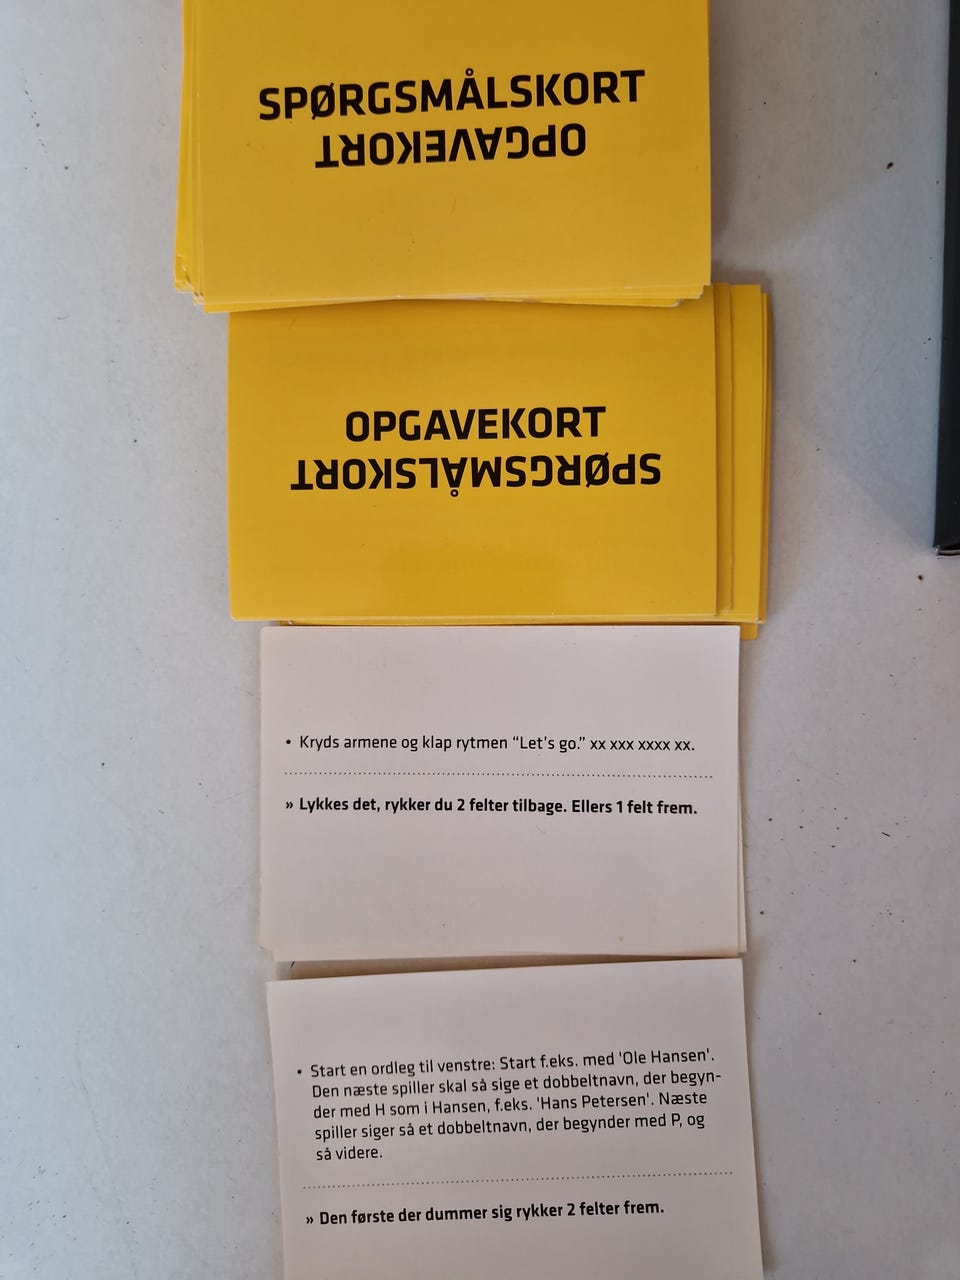 SPØRGSMÅLSKORT
OPGAVEKORT
OPGAVEKORT
SPØRGSMÅLSKORT
• Kryds armene og klap rytmen “Let’s go.” xx xxx xxxx xx.
» Lykkes det, rykker du 2 felter tilbage. Ellers 1 felt frem.
• Start en ordleg til venstre: Start f.eks. med 'Ole Hansen'.
Den næste spiller skal så sige et dobbeltnavn, der begyn-
der med H som i Hansen, f.eks. 'Hans Petersen'. Næste
spiller siger så et dobbeltnavn, der begynder med P, og
så videre.
» Den første der dummer sig rykker 2 felter frem.